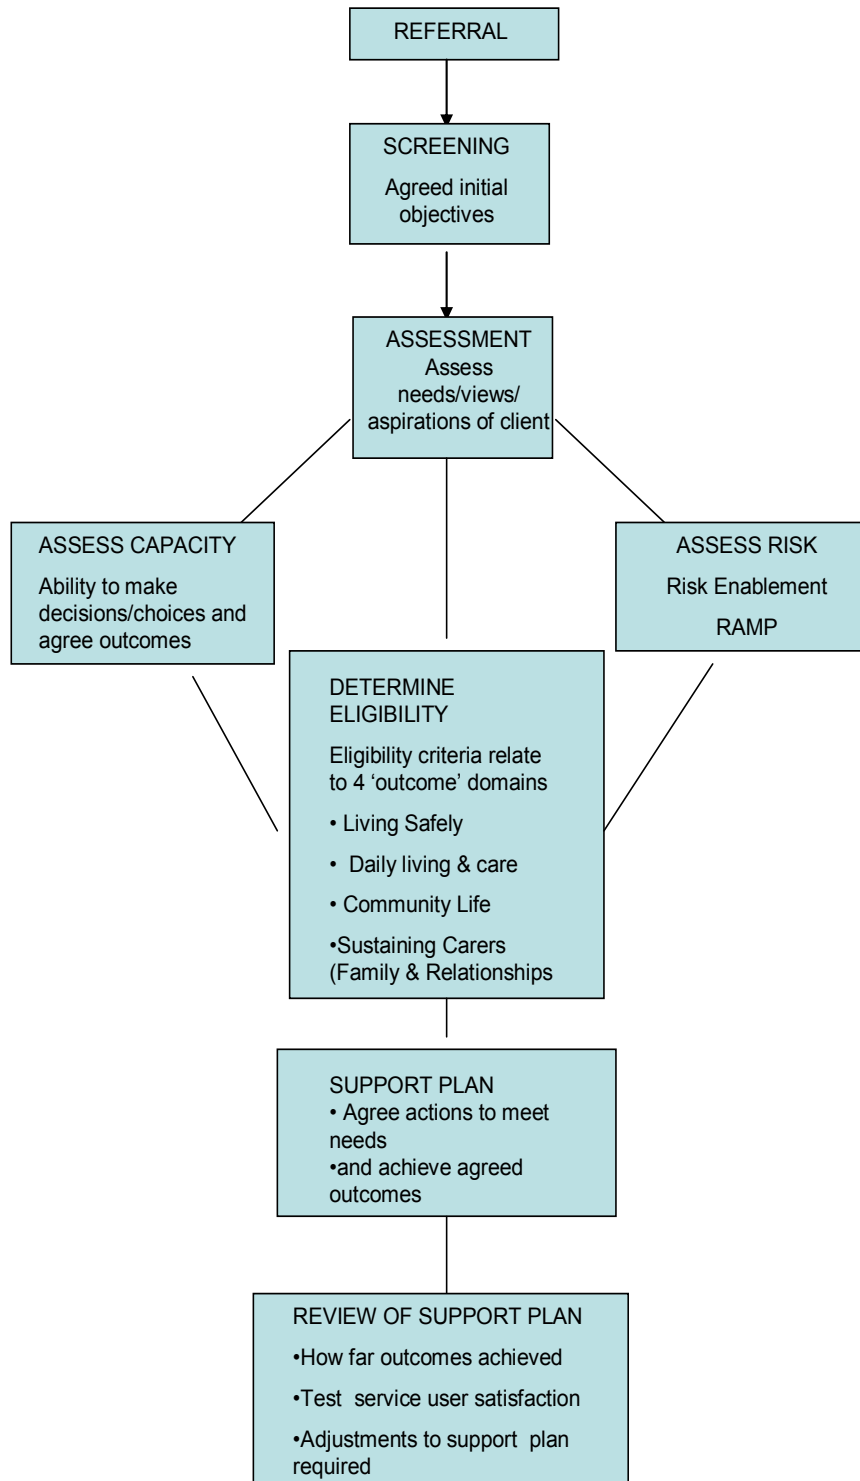 REFERRAL
SCREENING
Agreed initial
objectives
ASSESSMENT
Assess
needs/views/
aspirations of client
ASSESS CAPACITY
Ability to make
decisions/choices and
agree outcomes
ASSESS RISK
Risk Enablement
RAMP
DETERMINE
ELIGIBILITY
Eligibility criteria relate
to 4 ‘outcome’ domains
• Living Safely
• Daily living & care
• Community Life
•Sustaining Carers
(Family & Relationships
SUPPORT PLAN
• Agree actions to meet
needs
•and achieve agreed
outcomes
REVIEW OF SUPPORT PLAN
•How far outcomes achieved
•Test service user satisfaction
•Adjustments to support plan
required